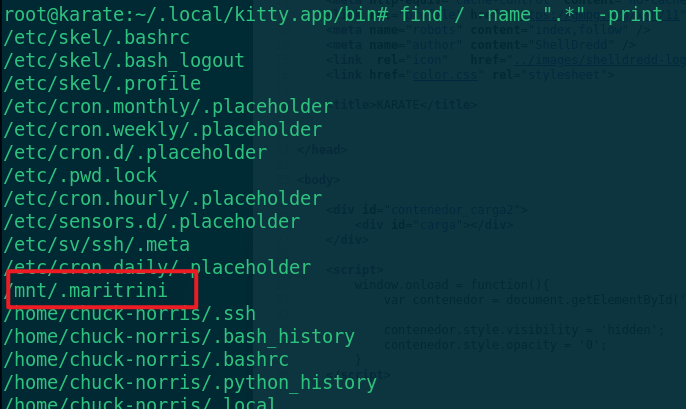 root@karate:~/.local/kitty.app/bin# find / -name ".*" -print
/etc/skel/.bashrc
/etc/skel/.bash_logout
/etc/skel/.profile
/etc/cron.monthly/.placeholder
/etc/cron.weekly/.placeholder
/etc/cron.d/.placeholder
/etc/.pwd.lock
/etc/cron.hourly/.placeholder
/etc/sensors.d/.placeholder
/etc/sv/ssh/.meta
/etc/cron.daily/.placeholder
/mnt/.maritrini
/home/chuck-norris/.ssh
/home/chuck-norris/.bash_history
/home/chuck-norris/.bashrc
/home/chuck-norris/.python_history
/home/chuck-norris/.local
<meta name="robots" content="index,follow" />
<meta name="author" content="ShellDredd" />
<link rel="icon" href="../images/shelldredd-log
<link href="color.css" rel="stylesheet">
<title>KARATE</title>
</head>
<body>
<div id="contenedor_carga2">
<div id="carga"></div>
</div>
<script>
window.onload = function(){
var contenedor = document.getElementById(
contenedor.style.visibility = 'hidden';
contenedor.style.opacity = '0';
}
<script>